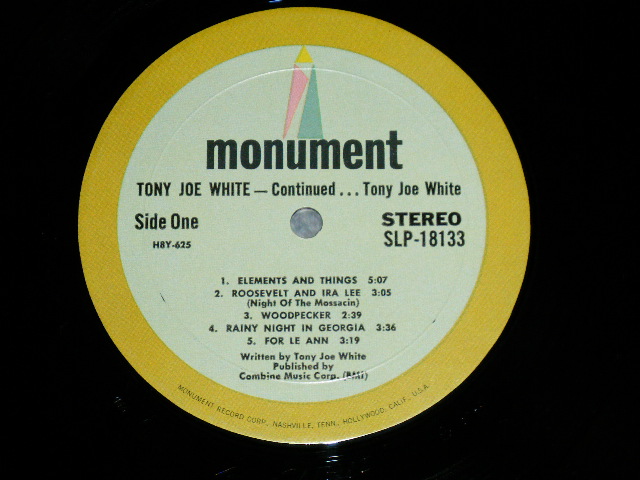 monument
TONY JOE WHITE — Continued ... Tony Joe White
Side One
STEREO
H8Y-625
SLP-18133
1. ELEMENTS AND THINGS 5:07
2. ROOSEVELT AND IRA LEE 3:05
(Night Of The Mossacin)
3. WOODPECKER 2:39
4. RAINY NIGHT IN GEORGIA 3:36
5. FOR LE ANN 3:19
Written by Tony Joe White
Published by
Combine Music Corp. (BMI)
MONUMENT RECORD CORP., NASHVILLE, TENN., HOLLYWOOD, CALIF., U.S.A.